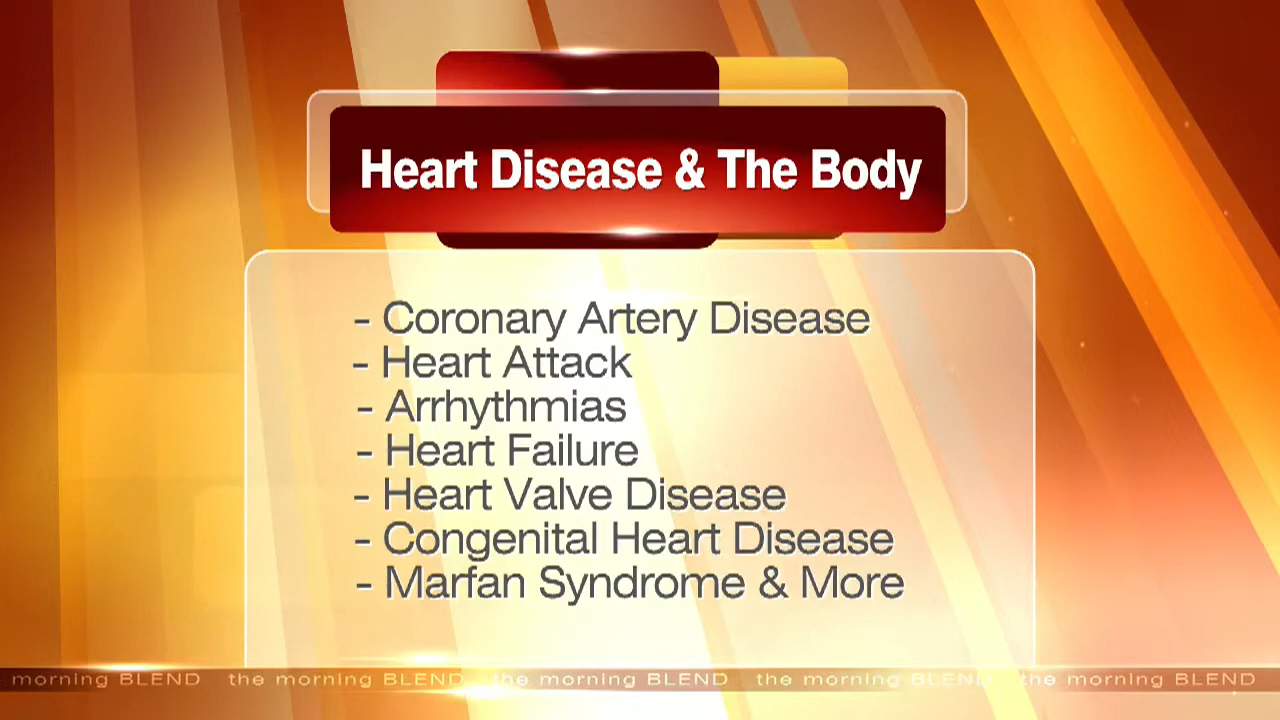 Heart Disease & The Body
- Coronary Artery Disease
- Heart Attack
- Arrhythmias
- Heart Failure
- Heart Valve Disease
- Congenital Heart Disease
- Marfan Syndrome & More
morning BLEND the morning BLEND the morning BLEND the morning BLEND the morning BLEND